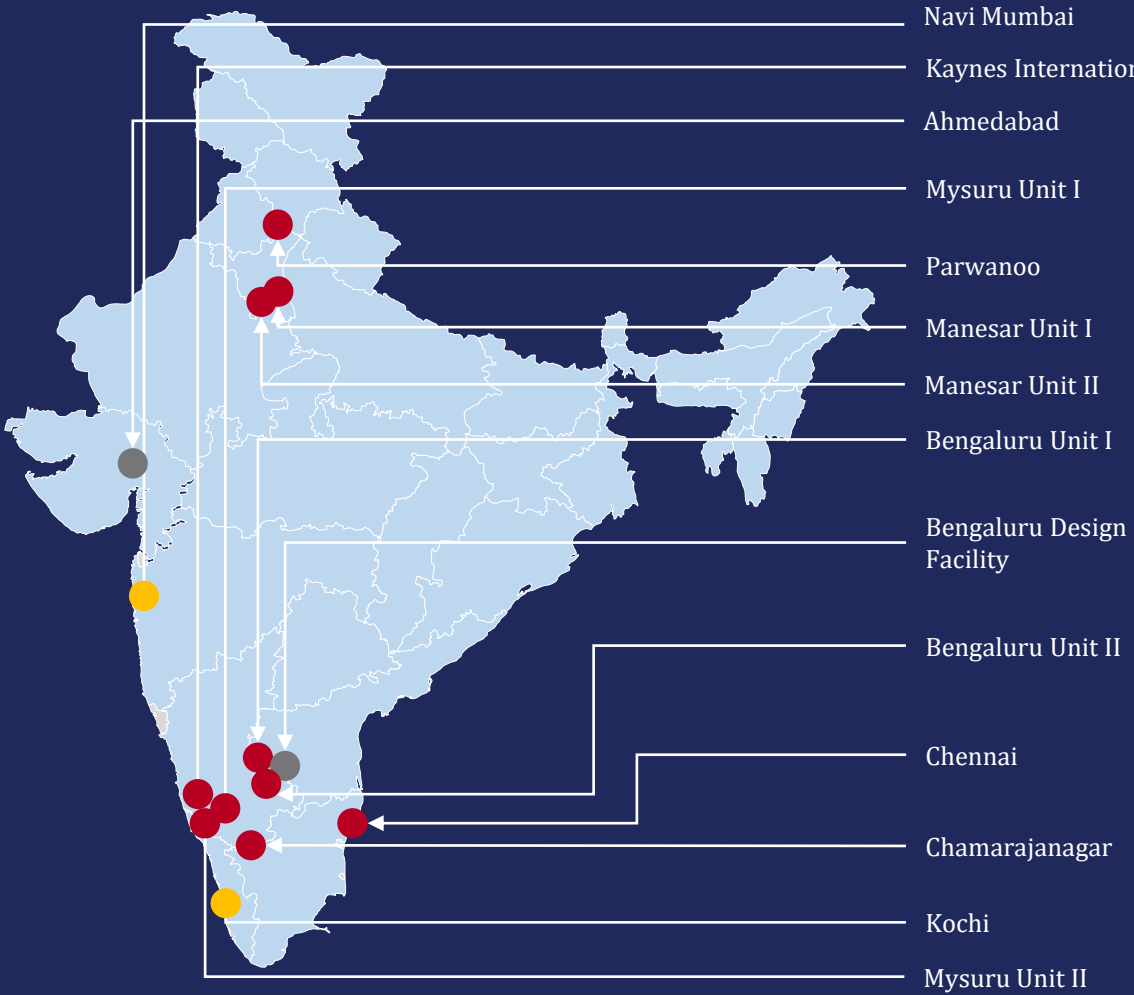 Navi Mumbai
Kaynes Internation
Ahmedabad
Mysuru Unit I
Parwanoo
Manesar Unit I
Manesar Unit II
Bengaluru Unit I
Bengaluru Design
Facility
Bengaluru Unit II
Chennai
Chamarajanagar
Kochi
Mysuru Unit II